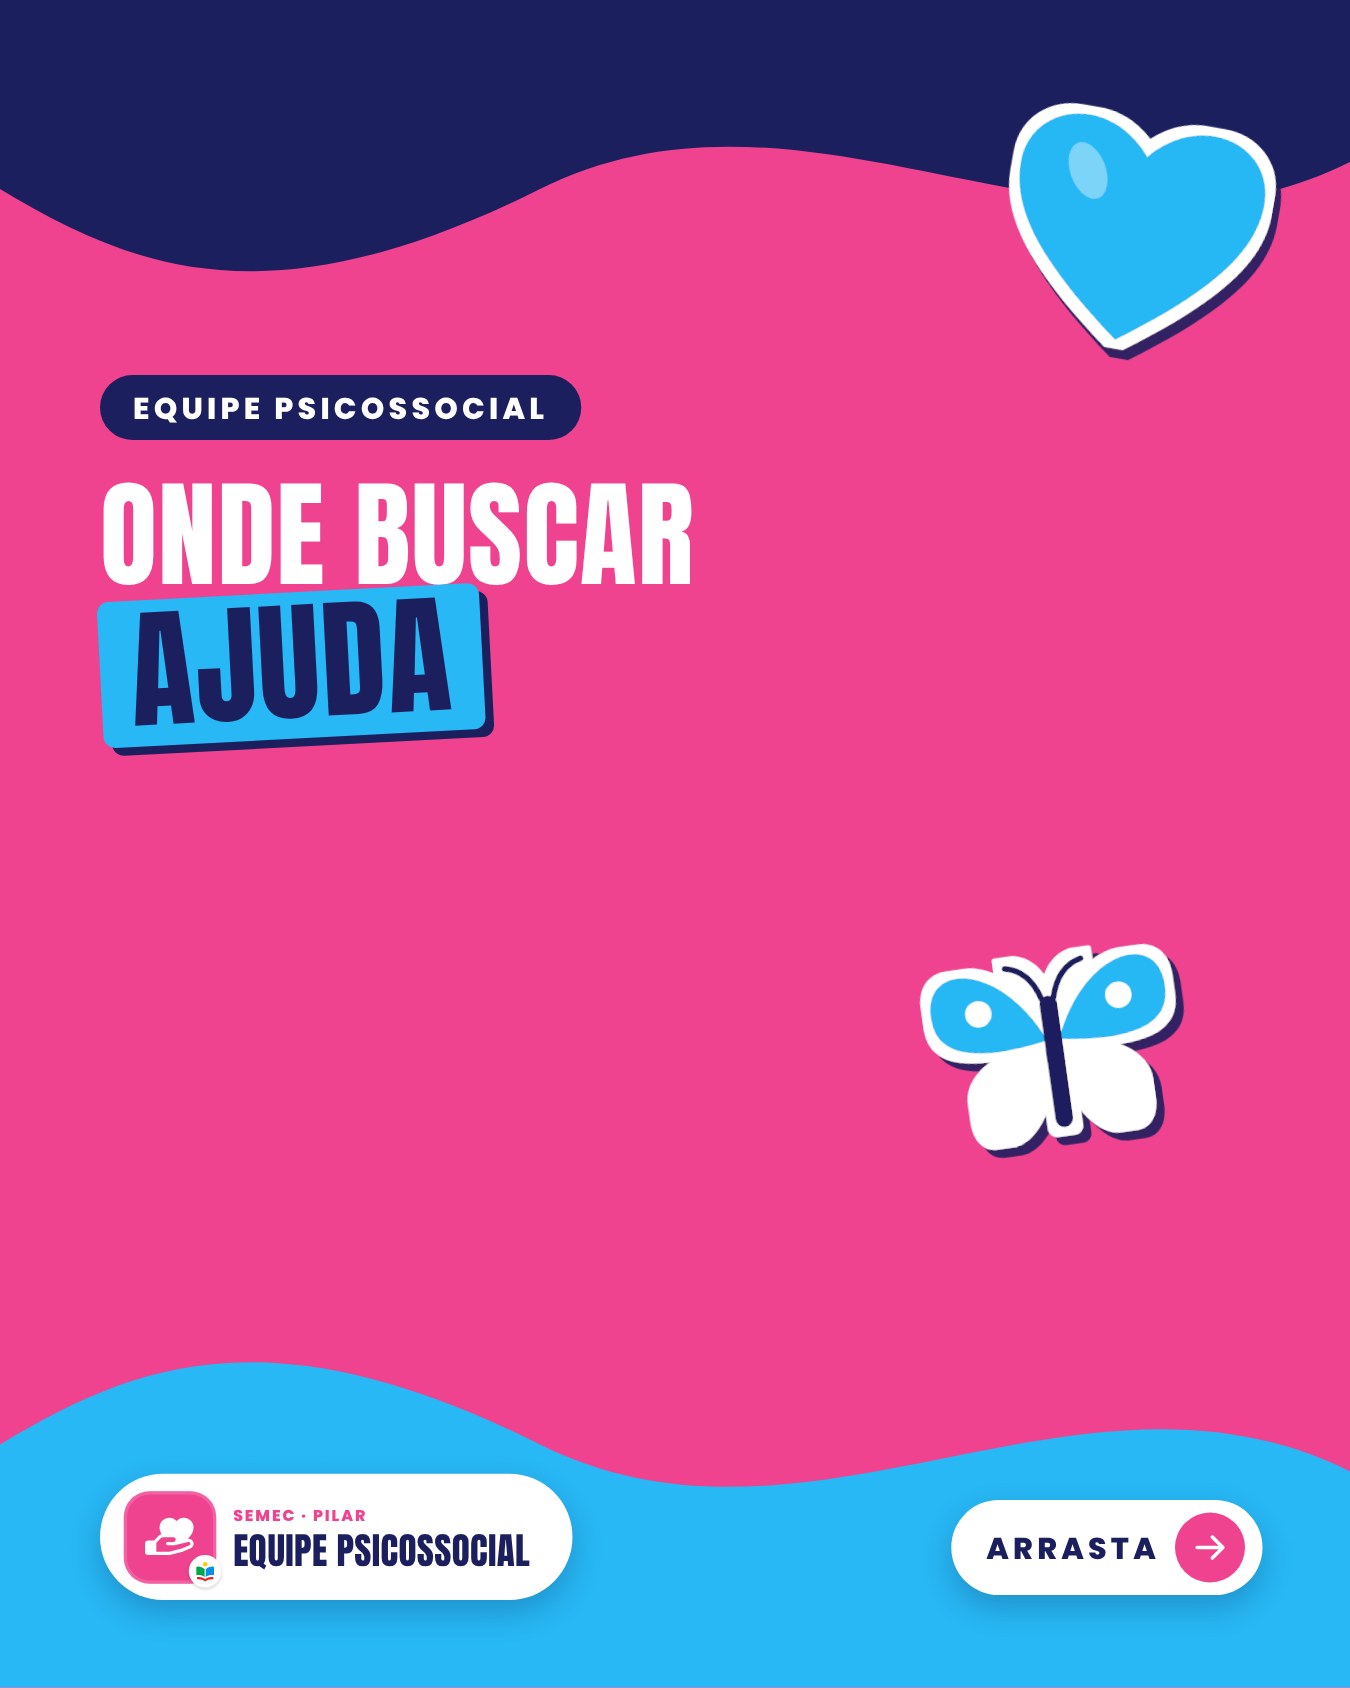 EQUIPE PSICOSSOCIAL
ONDE BUSCAR
AJUDA
SEMEC · PILAR
EQUIPE PSICOSSOCIAL
ARRASTA